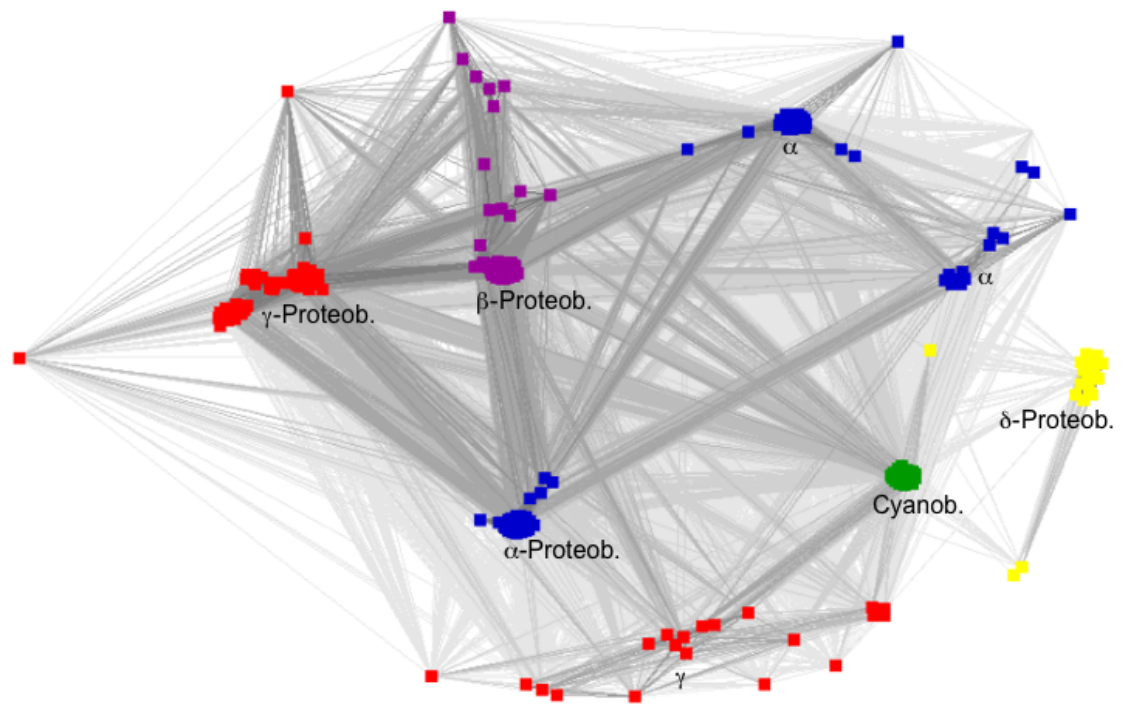 α
α
β-Proteob.
γ-Proteob.
δ-Proteob.
Cyanob.
α-Proteob.
γ